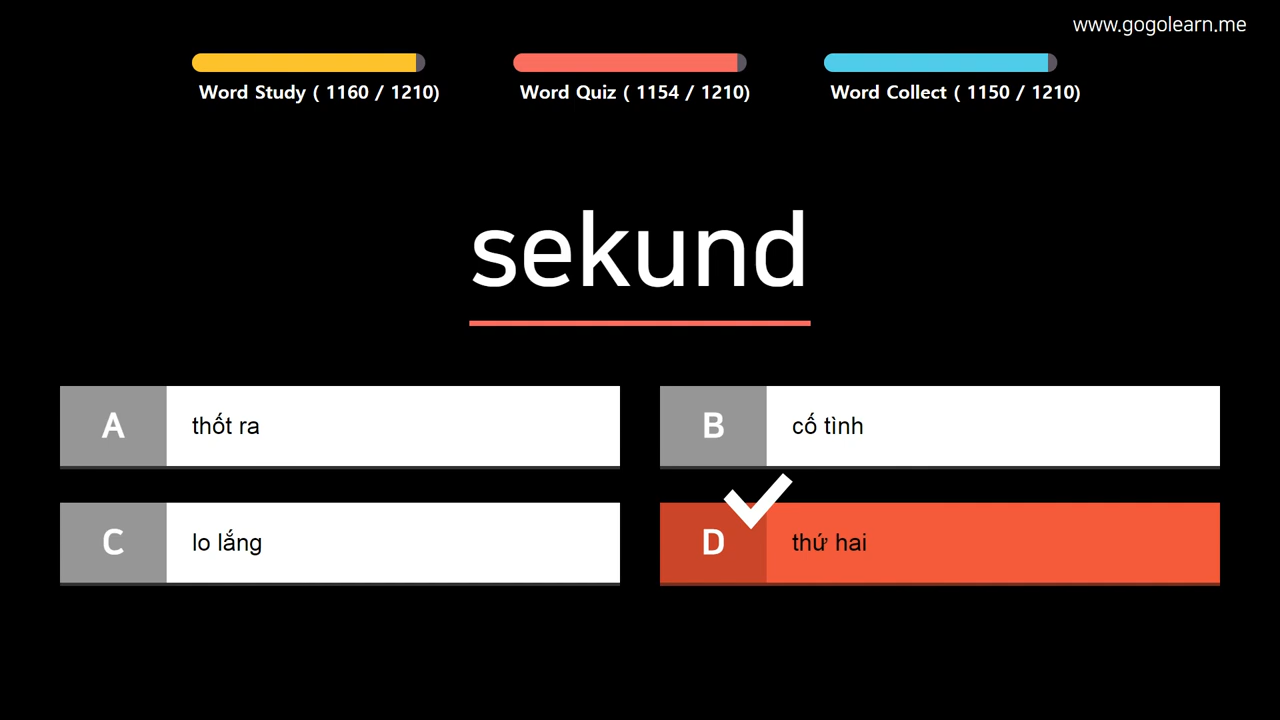 www.gogolearn.me
Word Study ( 1160 / 1210)
Word Quiz ( 1154 / 1210)
Word Collect ( 1150 / 1210)
sekund
A thốt ra
B cố tình
C lo lắng
D thứ hai